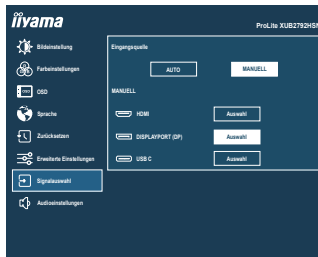 iiyama
ProLite XUB2792HSN
Bildeinstellung
Farbeinstellungen
OSD
Sprache
Zurücksetzen
Erweiterte Einstellungen
Signalauswahl
Audioeinstellungen
Eingangsquelle
AUTO MANUELL
MANUELL
HDMI Auswahl
DISPLAYPORT (DP) Auswahl
USB C Auswahl